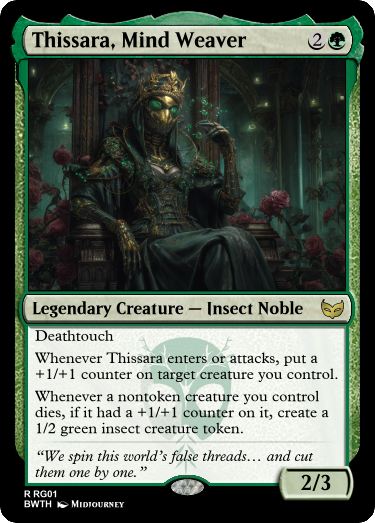 Thissara, Mind Weaver 2
Legendary Creature — Insect Noble
Deathtouch
Whenever Thissara enters or attacks, put a
+1/+1 counter on target creature you control.
Whenever a nontoken creature you control
dies, if it had a +1/+1 counter on it, create a
1/2 green insect creature token.
“We spin this world's false threads… and cut
them one by one.”
2/3
R RG01
BWTH Midjourney